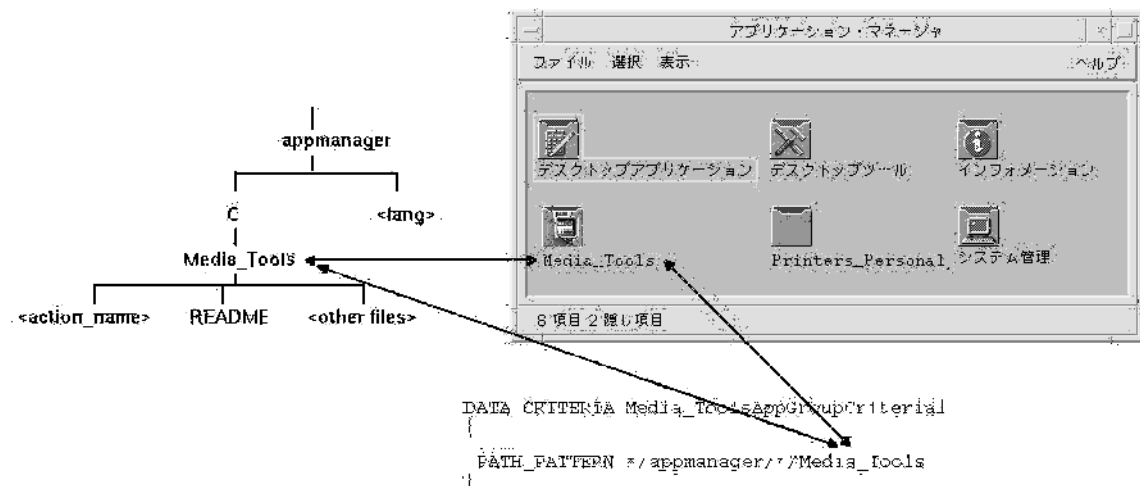 appmanager
C
<lang>
Media_Tools
<action_name>
README
<other files>
アプリケーション・マネージャ
ファイル 選択 表示 ヘルプ
デスクトップアプリケーション
デスクトップツール
インフォメーション
Media_Tools
Printers_Personal
システム管理
8 項目 2 隠し項目
DATA_CRITERIA Media_ToolsAppGroupCriteria1
{
PATH_PATTERN */appmanager/*/Media_Tools
}